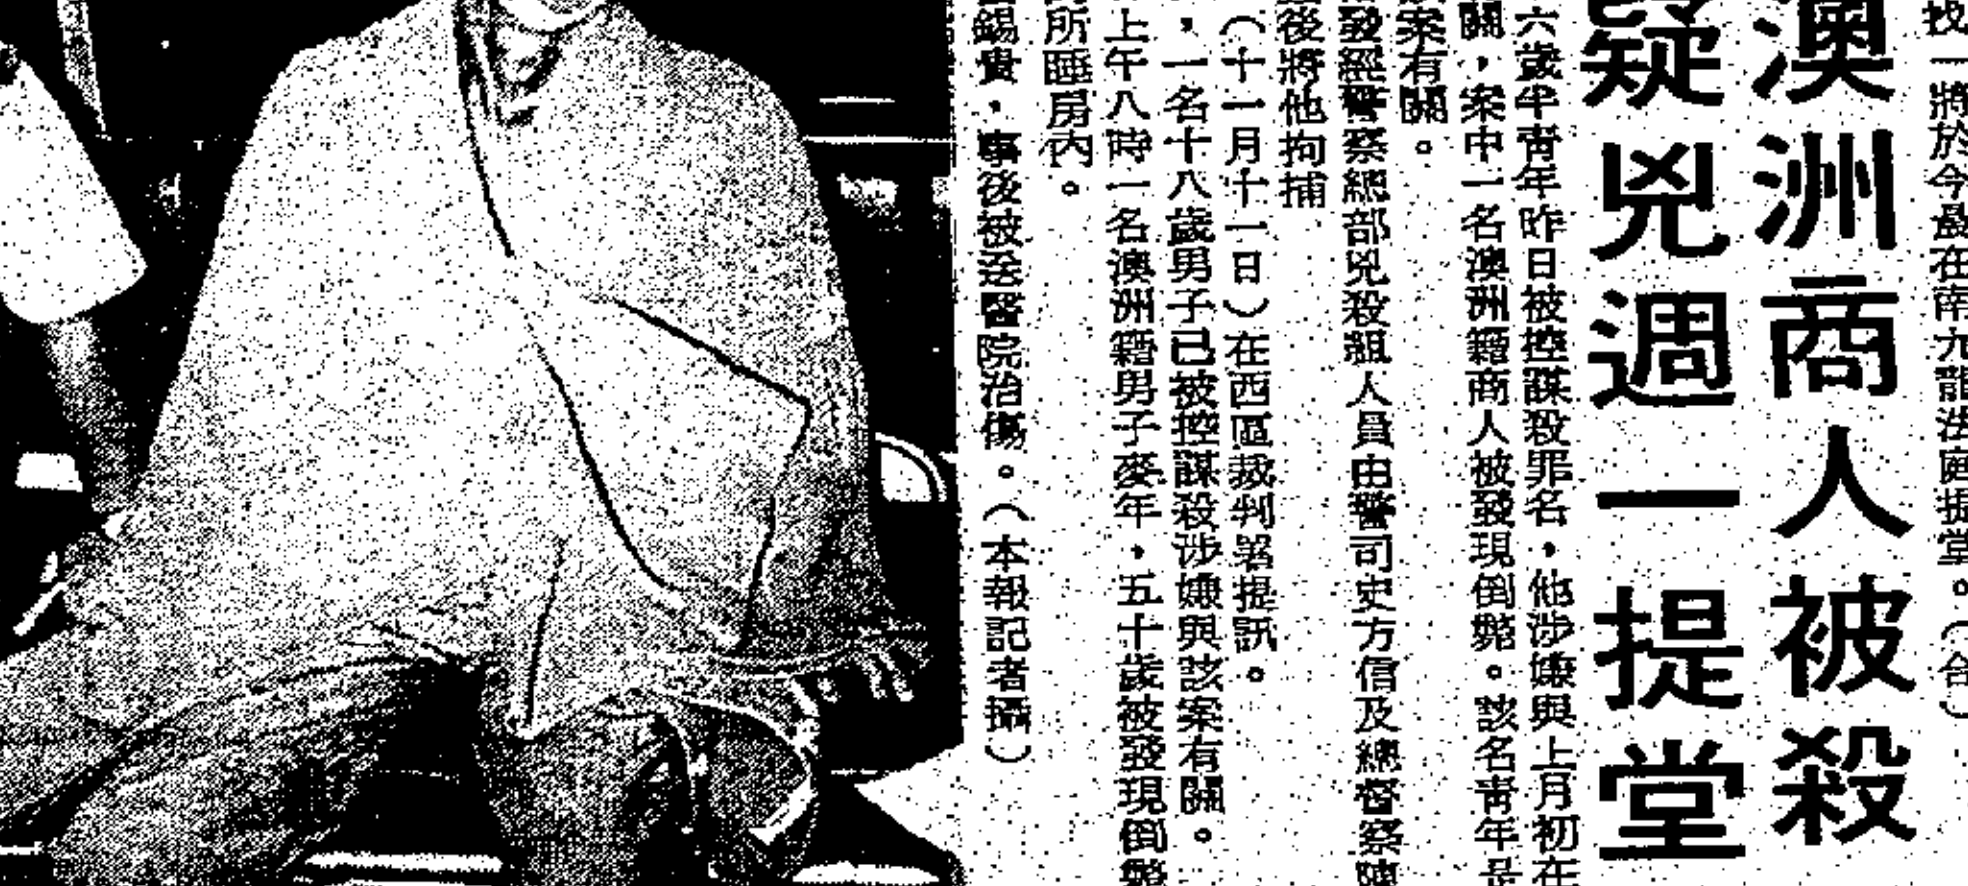 找一將於今晨在南九龍法庭提堂。(合)
澳洲商人被殺
疑兇週一提堂
六歲半青年昨日被控謀殺罪名,他涉嫌與上月初在
關,案中一名澳洲籍商人被發現倒斃。該名青年是
案有關。
發經警察總部兇殺組人員由警司史方信及總督察陳
後將他拘捕
(十一月十一日)在西區裁判署提訊。
,一名十八歲男子已被控謀殺涉嫌與該案有關。
上午八時一名澳洲籍男子麥年,五十歲被發現倒斃
所睡房內。
錫貴,事後被送醫院治傷。(本報記者攝)